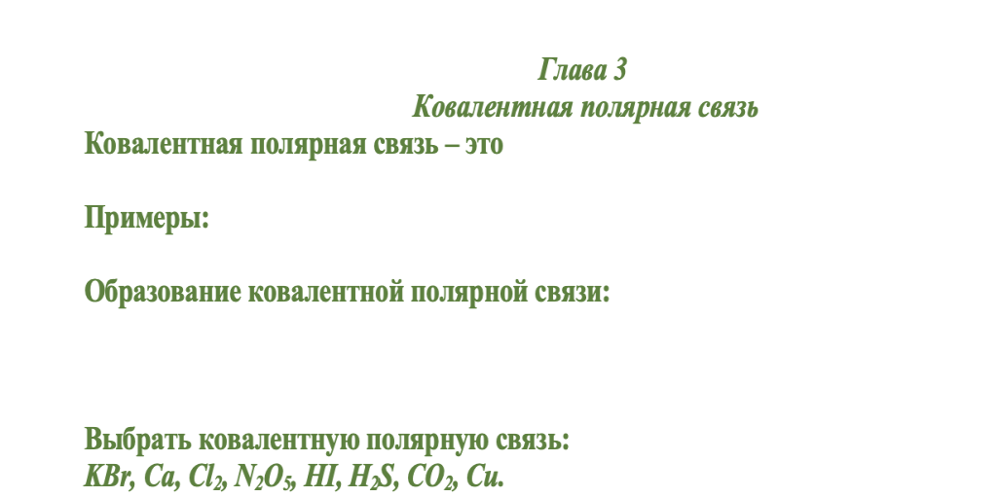 Глава 3
Ковалентная полярная связь
Ковалентная полярная связь – это
Примеры:
Образование ковалентной полярной связи:
Выбрать ковалентную полярную связь:
KBr, Ca, Cl₂, N₂O₅, HI, H₂S, CO₂, Cu.